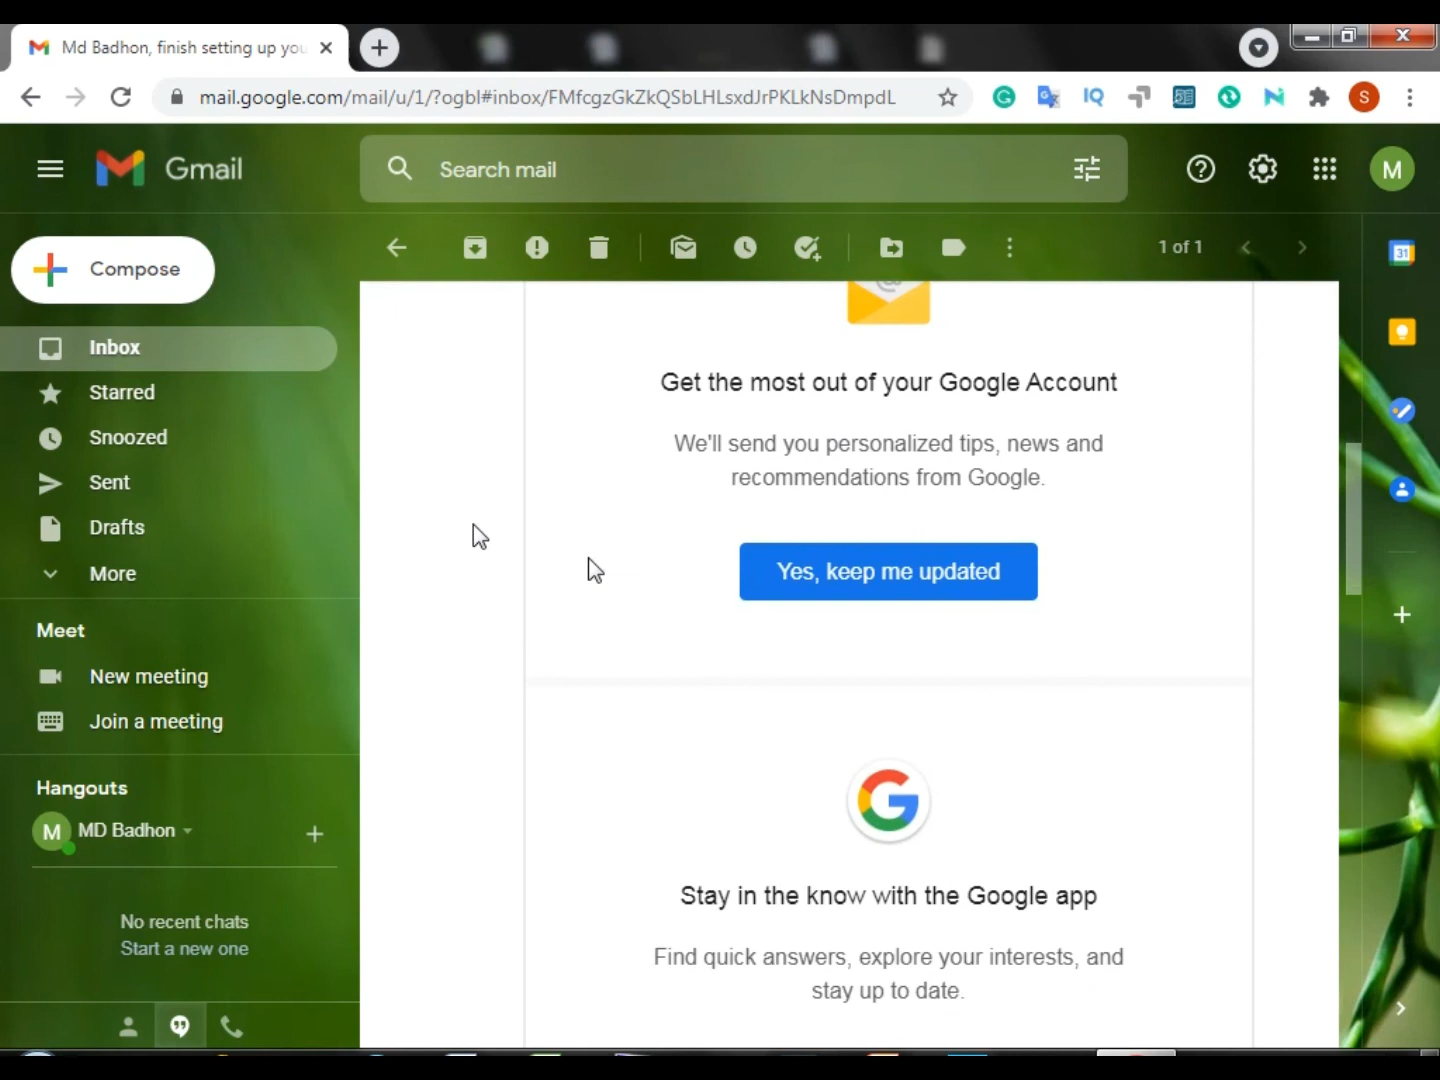 Md Badhon, finish setting up you
mail.google.com/mail/u/1/?ogbl#inbox/FMfcgzGkZkQSbLHLsxdJrPKLkNsDmpdL
IQ
S
Gmail
Search mail
M
Compose
1 of 1
31
Inbox
Starred
Snoozed
Sent
Drafts
More
Meet
New meeting
Join a meeting
Hangouts
M MD Badhon
No recent chats
Start a new one
Get the most out of your Google Account
We'll send you personalized tips, news and
recommendations from Google.
Yes, keep me updated
G
Stay in the know with the Google app
Find quick answers, explore your interests, and
stay up to date.